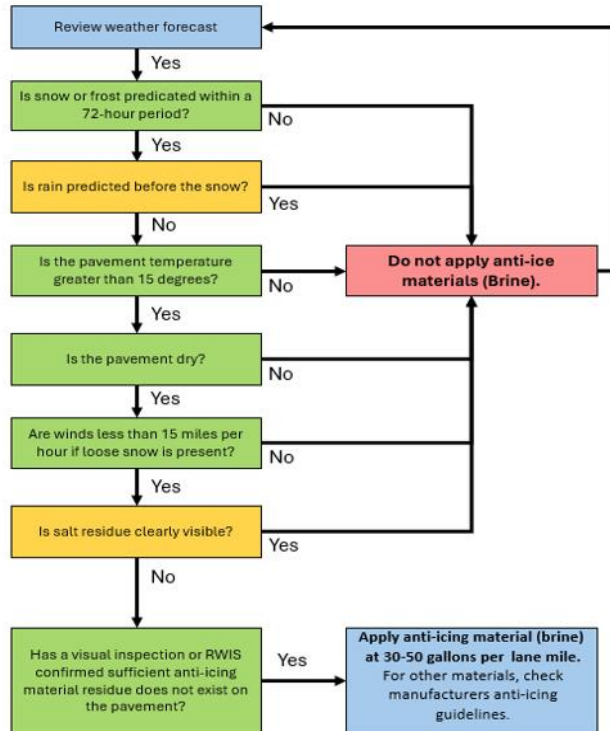 Review weather forecast
Yes
Is snow or frost predicated within a
72-hour period?
No
Yes
Is rain predicted before the snow?
Yes
No
Is the pavement temperature
greater than 15 degrees?
No
Do not apply anti-ice
materials (Brine).
Yes
Is the pavement dry?
No
Yes
Are winds less than 15 miles per
hour if loose snow is present?
No
Yes
Is salt residue clearly visible?
Yes
No
Has a visual inspection or RWIS
confirmed sufficient anti-icing
material residue does not exist on
the pavement?
Yes
Apply anti-icing material (brine)
at 30-50 gallons per lane mile.
For other materials, check
manufacturers anti-icing
guidelines.